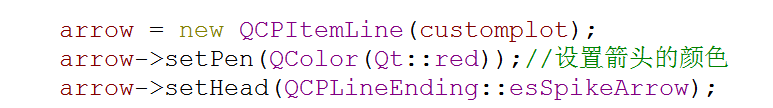 arrow = new QCPItemLine(customplot);
arrow->setPen(QColor(Qt::red));//设置箭头的颜色
arrow->setHead(QCPLineEnding::esSpikeArrow);